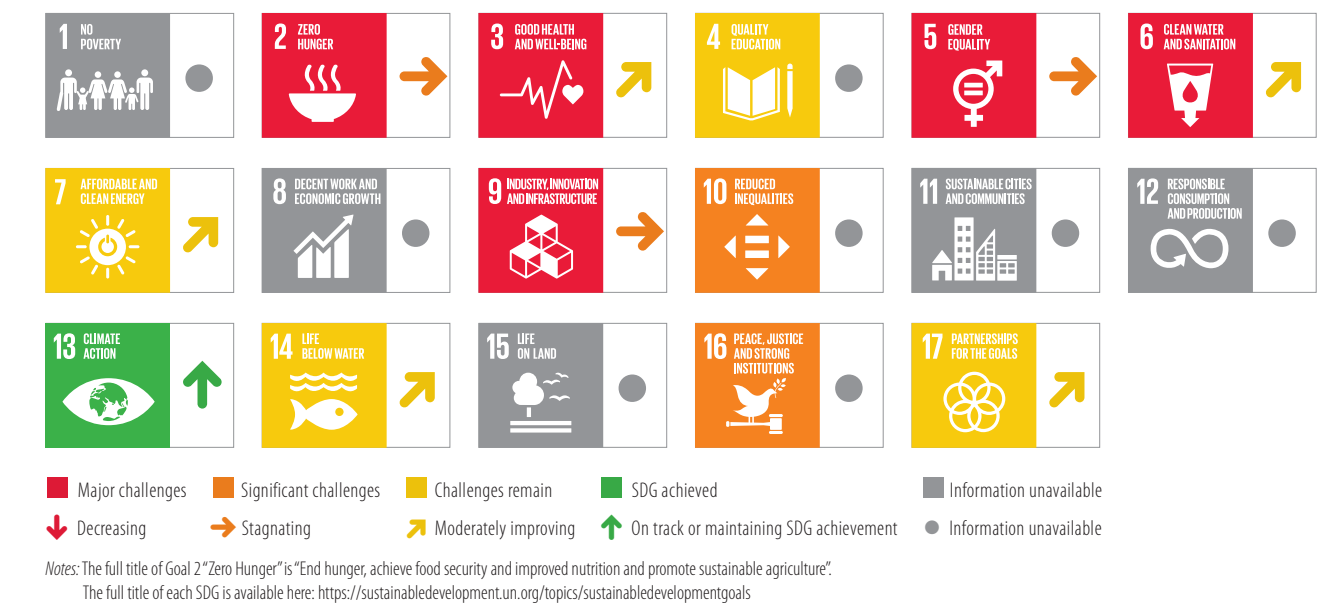 1 NO
POVERTY
2 ZERO
HUNGER
3 GOOD HEALTH
AND WELL-BEING
4 QUALITY
EDUCATION
5 GENDER
EQUALITY
6 CLEAN WATER
AND SANITATION
7 AFFORDABLE AND
CLEAN ENERGY
8 DECENT WORK AND
ECONOMIC GROWTH
9 INDUSTRY, INNOVATION
AND INFRASTRUCTURE
10 REDUCED
INEQUALITIES
11 SUSTAINABLE CITIES
AND COMMUNITIES
12 RESPONSIBLE
CONSUMPTION
AND PRODUCTION
13 CLIMATE
ACTION
14 LIFE
BELOW WATER
15 LIFE
ON LAND
16 PEACE, JUSTICE
AND STRONG
INSTITUTIONS
17 PARTNERSHIPS
FOR THE GOALS
Major challenges Significant challenges Challenges remain SDG achieved Information unavailable
Decreasing Stagnating Moderately improving On track or maintaining SDG achievement Information unavailable
Notes: The full title of Goal 2 “Zero Hunger” is “End hunger, achieve food security and improved nutrition and promote sustainable agriculture”.
The full title of each SDG is available here: https://sustainabledevelopment.un.org/topics/sustainabledevelopmentgoals